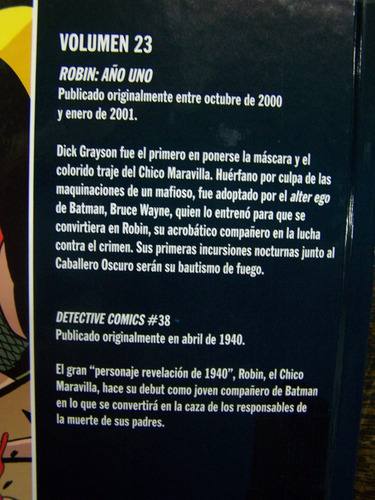 VOLUMEN 23
ROBIN: AÑO UNO
Publicado originalmente entre octubre de 2000
y enero de 2001.
Dick Grayson fue el primero en ponerse la máscara y el
colorido traje del Chico Maravilla. Huérfano por culpa de las
maquinaciones de un mafioso, fue adoptado por el alter ego
de Batman, Bruce Wayne, quien lo entrenó para que se
convirtiera en Robin, su acrobático compañero en la lucha
contra el crimen. Sus primeras incursiones nocturnas junto al
Caballero Oscuro serán su bautismo de fuego.
DETECTIVE COMICS #38
Publicado originalmente en abril de 1940.
El gran “personaje revelación de 1940”, Robin, el Chico
Maravilla, hace su debut como joven compañero de Batman
en lo que se convertirá en la caza de los responsables de
la muerte de sus padres.